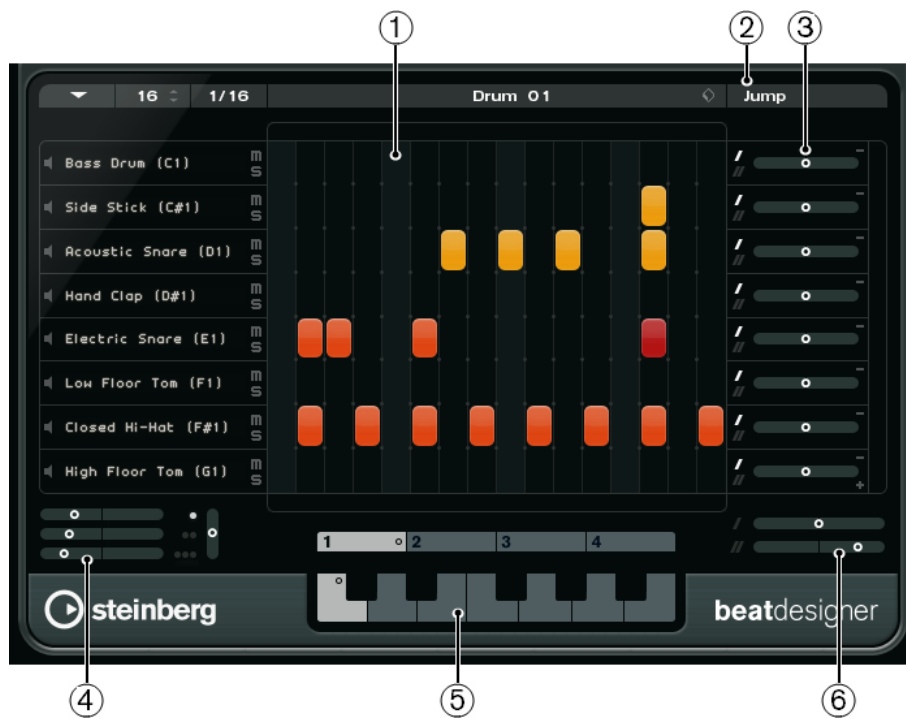 1 2 3
16 1/16 Drum 01 Jump
Bass Drum (C1) m S
Side Stick (C#1) m S
Acoustic Snare (D1) m S
Hand Clap (D#1) m S
Electric Snare (E1) m S
Low Floor Tom (F1) m S
Closed Hi-Hat (F#1) m S
High Floor Tom (G1) m S
1 2 3 4
steinberg beatdesigner
4 5 6